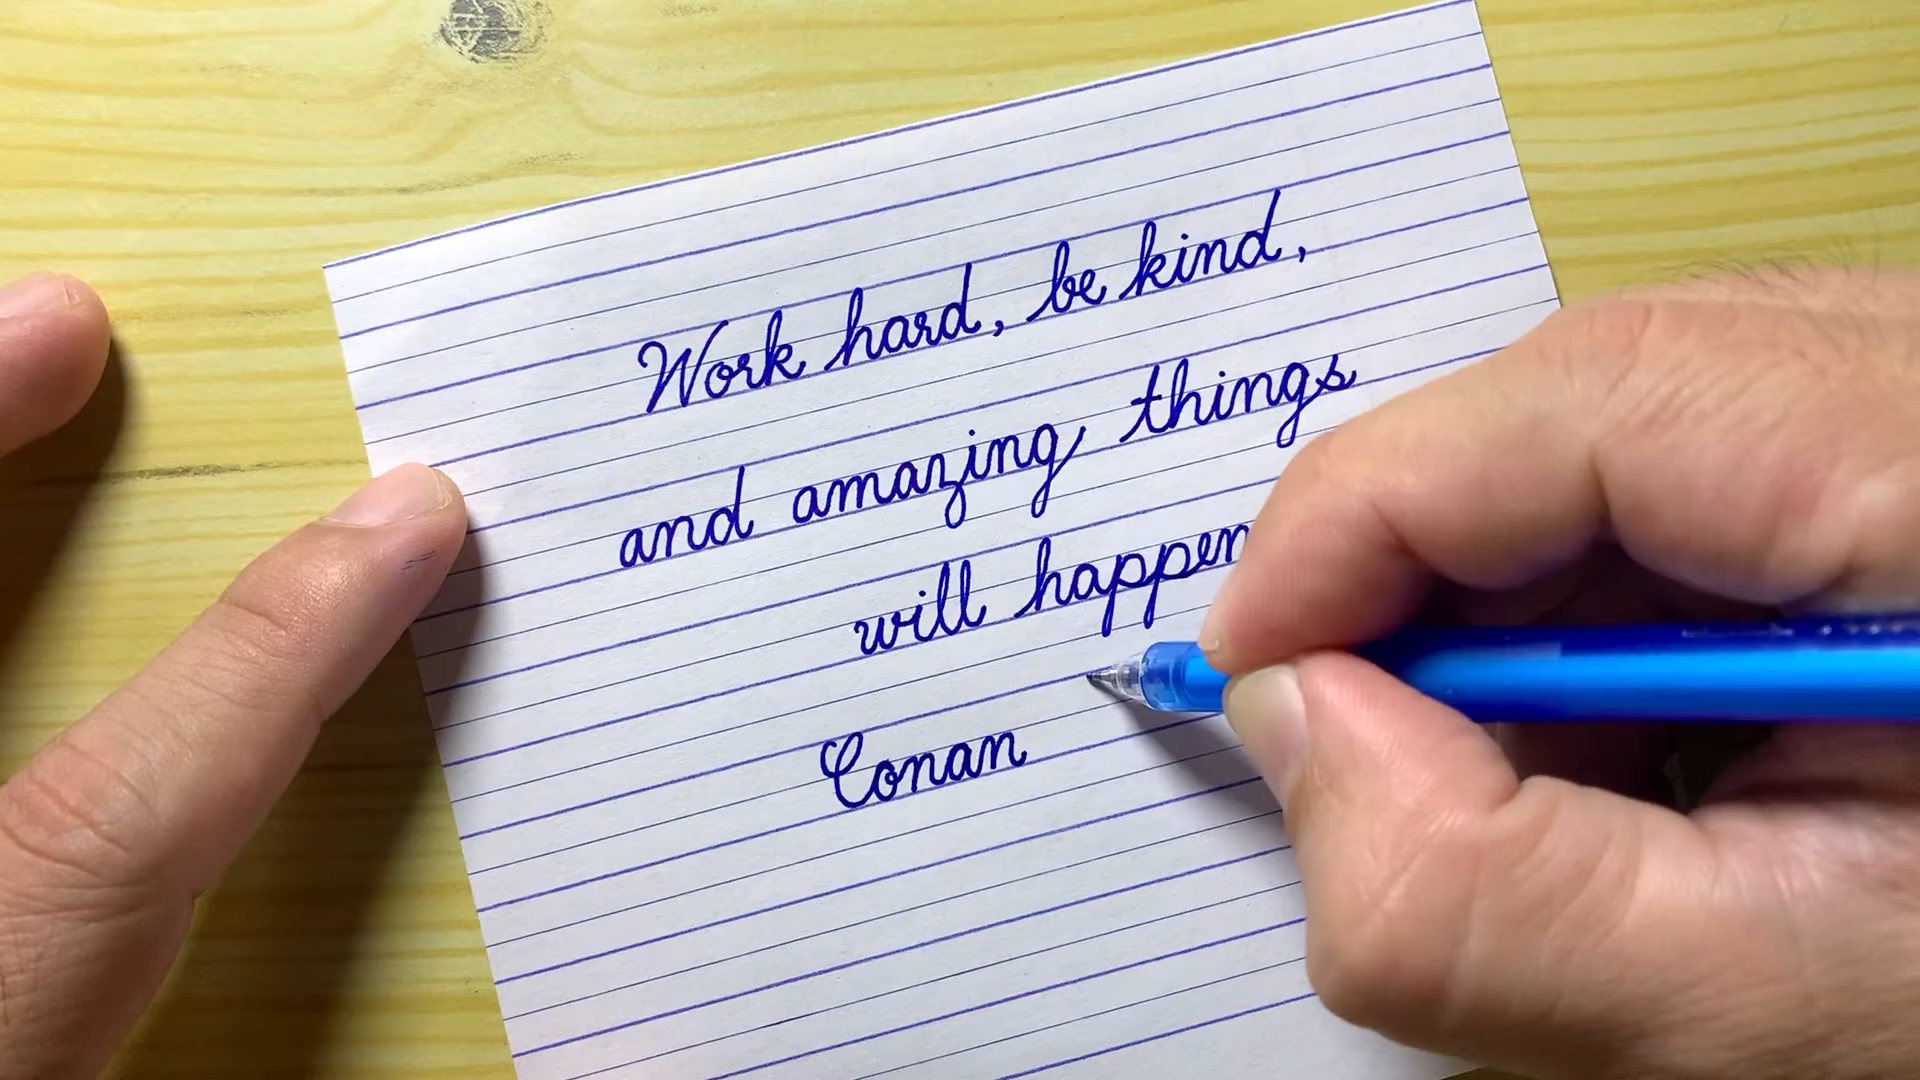 Work hard, be kind,
and amazing things
will happen
Conan